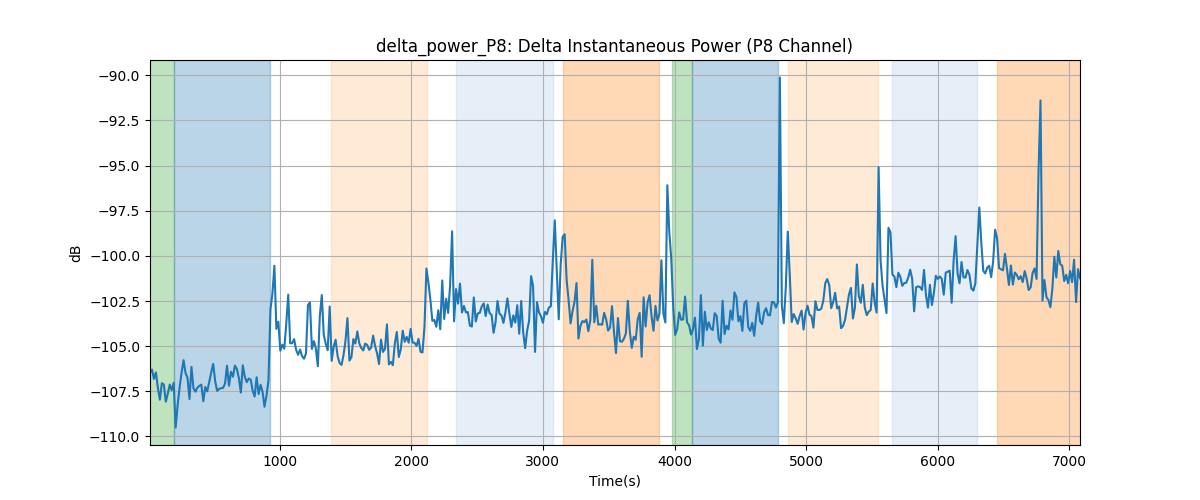 delta_power_P8: Delta Instantaneous Power (P8 Channel)
−90.0
−92.5
−95.0
−97.5
−100.0
−102.5
−105.0
−107.5
−110.0
dB
1000 2000 3000 4000 5000 6000 7000
Time(s)